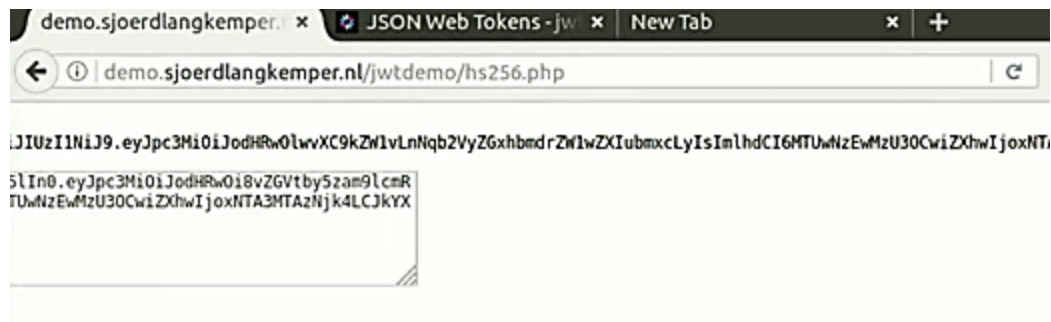 demo.sjoerdlangkemper.
JSON Web Tokens - jw
New Tab
demo.sjoerdlangkemper.nl/jwtdemo/hs256.php
iJIUzI1NiJ9.eyJpc3MiOiJodHRwOlwvXC9kZW1vLnNqb2VyZGxhbmdrZW1wZXIubmxcLyIsImlhdCI6MTUwNzEwMzU3OCwiZXhwIjoxNTA
5lIn0.eyJpc3MiOiJodHRwOi8vZGVtby5zam9lcmR
TUwNzEwMzU3OCwiZXhwIjoxNTA3MTAzNjk4LCJkYX